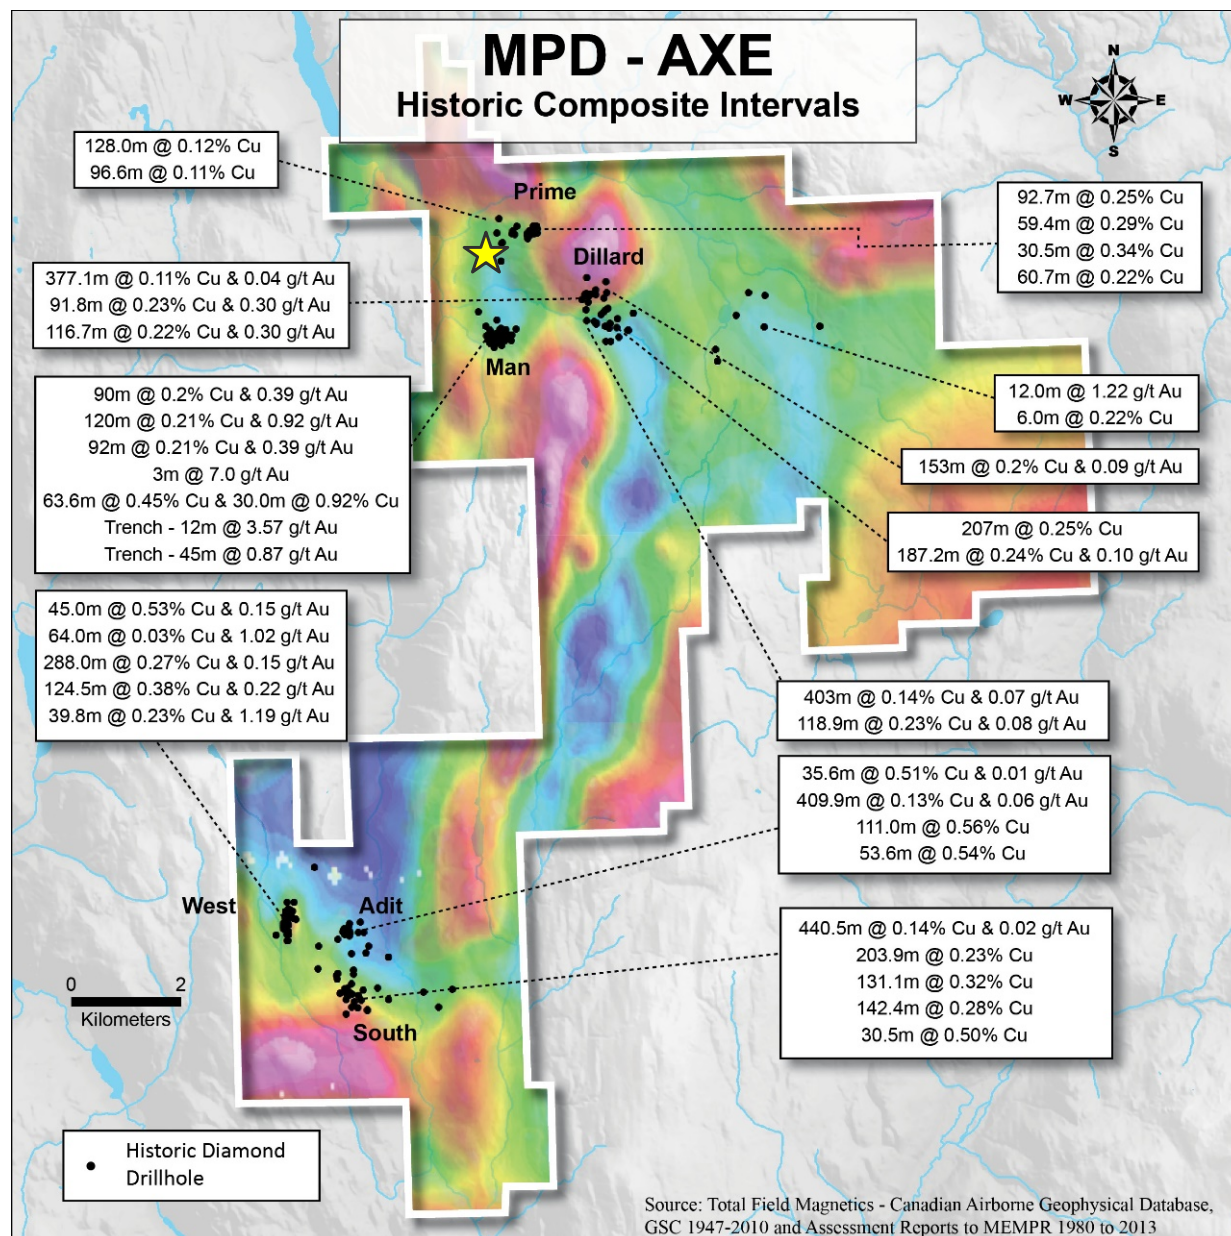 MPD - AXE
Historic Composite Intervals
N
W
E
S
128.0m @ 0.12% Cu
96.6m @ 0.11% Cu
Prime
92.7m @ 0.25% Cu
59.4m @ 0.29% Cu
30.5m @ 0.34% Cu
60.7m @ 0.22% Cu
Dillard
377.1m @ 0.11% Cu & 0.04 g/t Au
91.8m @ 0.23% Cu & 0.30 g/t Au
116.7m @ 0.22% Cu & 0.30 g/t Au
Man
90m @ 0.2% Cu & 0.39 g/t Au
120m @ 0.21% Cu & 0.92 g/t Au
92m @ 0.21% Cu & 0.39 g/t Au
3m @ 7.0 g/t Au
63.6m @ 0.45% Cu & 30.0m @ 0.92% Cu
Trench - 12m @ 3.57 g/t Au
Trench - 45m @ 0.87 g/t Au
12.0m @ 1.22 g/t Au
6.0m @ 0.22% Cu
153m @ 0.2% Cu & 0.09 g/t Au
207m @ 0.25% Cu
187.2m @ 0.24% Cu & 0.10 g/t Au
45.0m @ 0.53% Cu & 0.15 g/t Au
64.0m @ 0.03% Cu & 1.02 g/t Au
288.0m @ 0.27% Cu & 0.15 g/t Au
124.5m @ 0.38% Cu & 0.22 g/t Au
39.8m @ 0.23% Cu & 1.19 g/t Au
403m @ 0.14% Cu & 0.07 g/t Au
118.9m @ 0.23% Cu & 0.08 g/t Au
35.6m @ 0.51% Cu & 0.01 g/t Au
409.9m @ 0.13% Cu & 0.06 g/t Au
111.0m @ 0.56% Cu
53.6m @ 0.54% Cu
West
Adit
440.5m @ 0.14% Cu & 0.02 g/t Au
203.9m @ 0.23% Cu
131.1m @ 0.32% Cu
142.4m @ 0.28% Cu
30.5m @ 0.50% Cu
0 2
Kilometers
South
Historic Diamond
Drillhole
Source: Total Field Magnetics - Canadian Airborne Geophysical Database,
GSC 1947-2010 and Assessment Reports to MEMPR 1980 to 2013